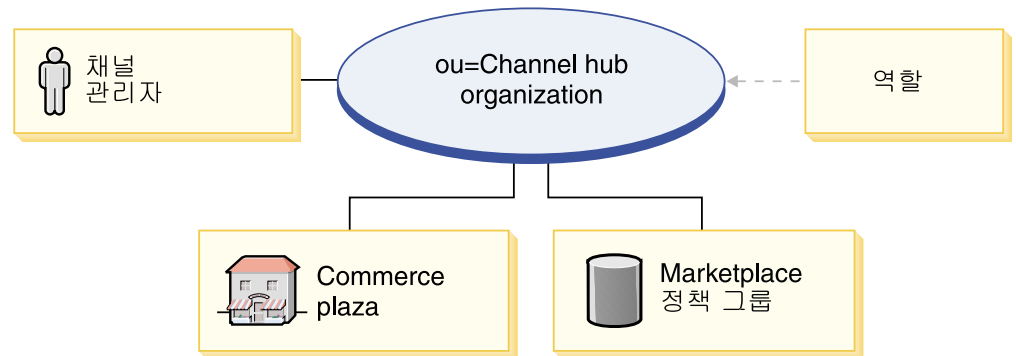 채널
관리자
ou=Channel hub
organization
역할
Commerce
plaza
Marketplace
정책 그룹